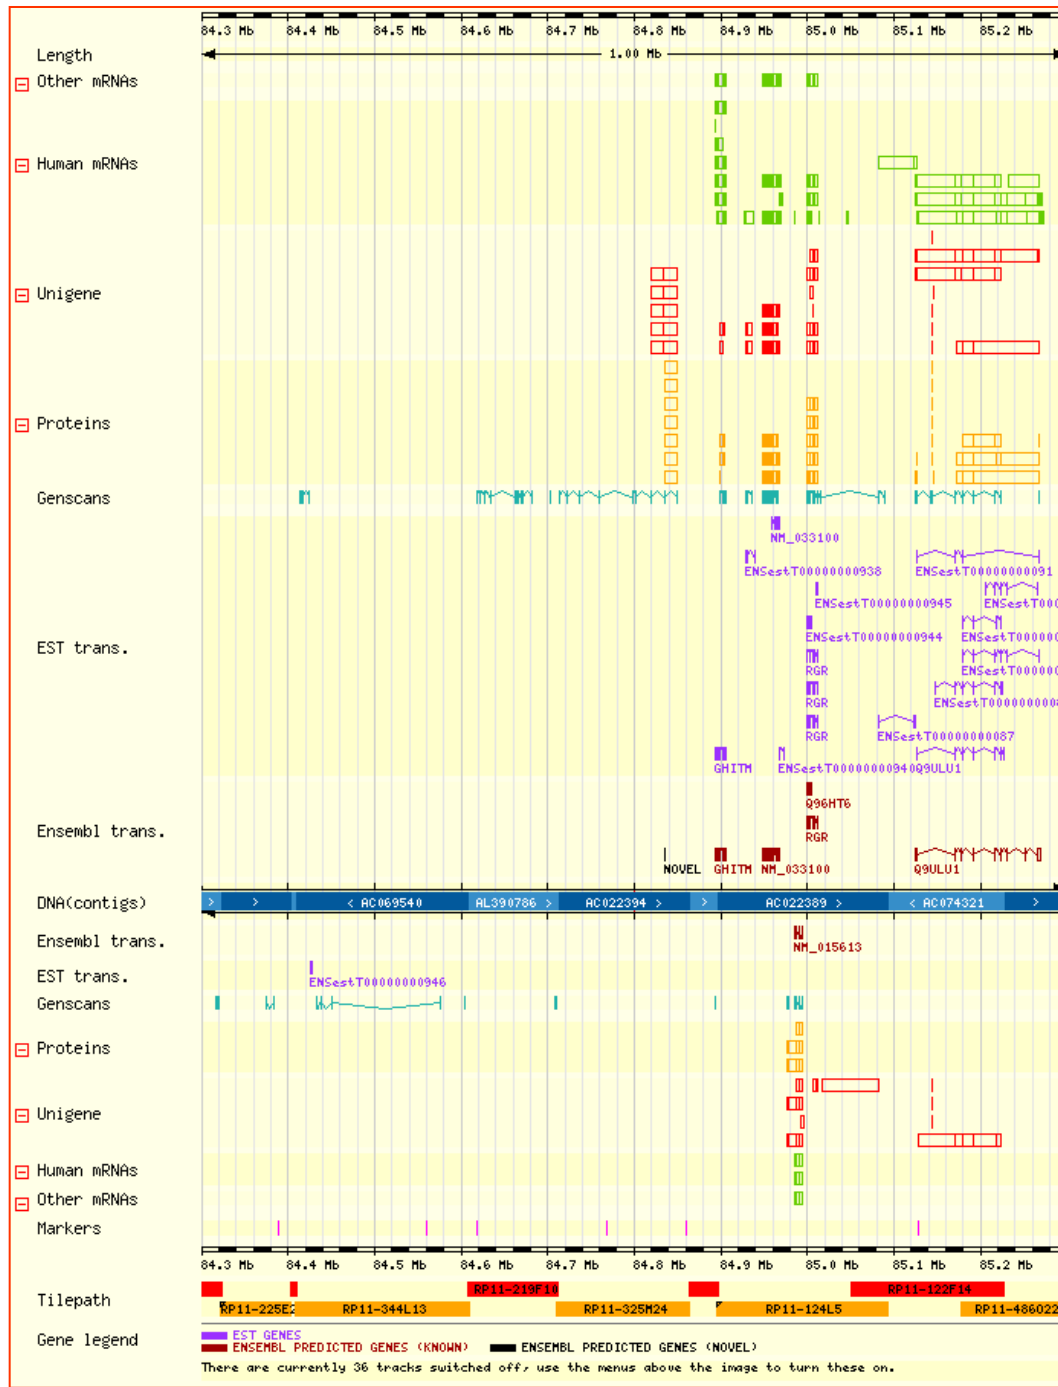 84.3 Mb 84.4 Mb 84.5 Mb 84.6 Mb 84.7 Mb 84.8 Mb 84.9 Mb 85.0 Mb 85.1 Mb 85.2 Mb
Length 1.00 Mb
Other mRNAs
Human mRNAs
Unigene
Proteins
Genscans
NM_033100
ENSestT00000000938 ENSestT00000000091
ENSestT00000000945 ENSestT000
ENSestT00000000944 ENSestT000000
EST trans.
RGR ENSestT000000
RGR ENSestT00000000
RGR ENSestT00000000087
GHITM ENSestT00000000940 Q9ULU1
Q96HT6
Ensembl trans.
RGR
NOVEL GHITM NM_033100 Q9ULU1
DNA(contigs) > > < AC069540 AL390786 > AC022394 > > AC022389 > < AC074321 >
Ensembl trans.
NM_015613
EST trans.
ENSestT00000000946
Genscans
Proteins
Unigene
Human mRNAs
Other mRNAs
Markers
84.3 Mb 84.4 Mb 84.5 Mb 84.6 Mb 84.7 Mb 84.8 Mb 84.9 Mb 85.0 Mb 85.1 Mb 85.2 Mb
RP11-219F10 RP11-122F14
Tilepath
RP11-225E2 RP11-344L13 RP11-325M24 RP11-124L5 RP11-486O22
Gene legend
EST GENES
ENSEMBL PREDICTED GENES (KNOWN) ENSEMBL PREDICTED GENES (NOVEL)
There are currently 36 tracks switched off, use the menus above the image to turn these on.